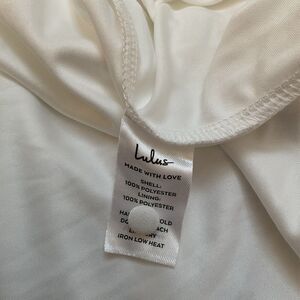 Lulus
MADE WITH LOVE
SHELL:
100% POLYESTER
LINING:
100% POLYESTER
IRON LOW HEAT